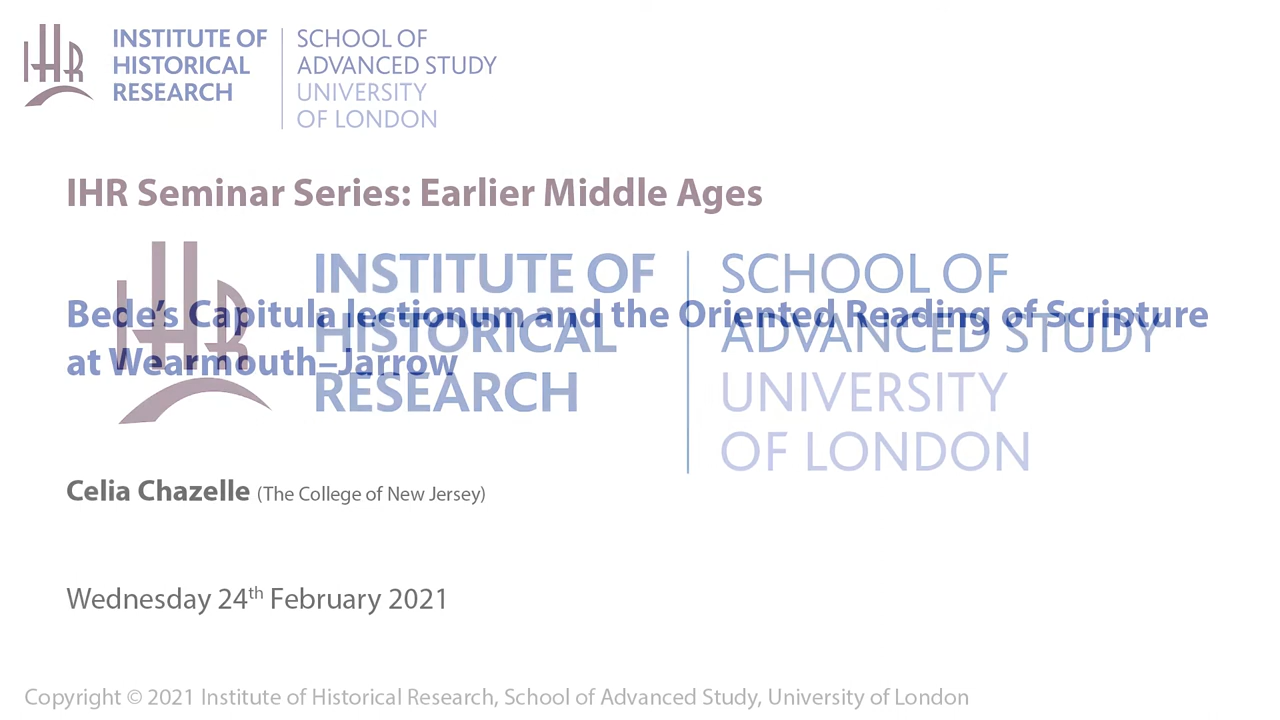 IHR
INSTITUTE OF
HISTORICAL
RESEARCH
SCHOOL OF
ADVANCED STUDY
UNIVERSITY
OF LONDON
IHR Seminar Series: Earlier Middle Ages
Bede's Capitula lectionum and the Oriented Reading of Scripture
at Wearmouth–Jarrow
IHR
INSTITUTE OF
HISTORICAL
RESEARCH
SCHOOL OF
ADVANCED STUDY
UNIVERSITY
OF LONDON
Celia Chazelle (The College of New Jersey)
Wednesday 24th February 2021
Copyright © 2021 Institute of Historical Research, School of Advanced Study, University of London